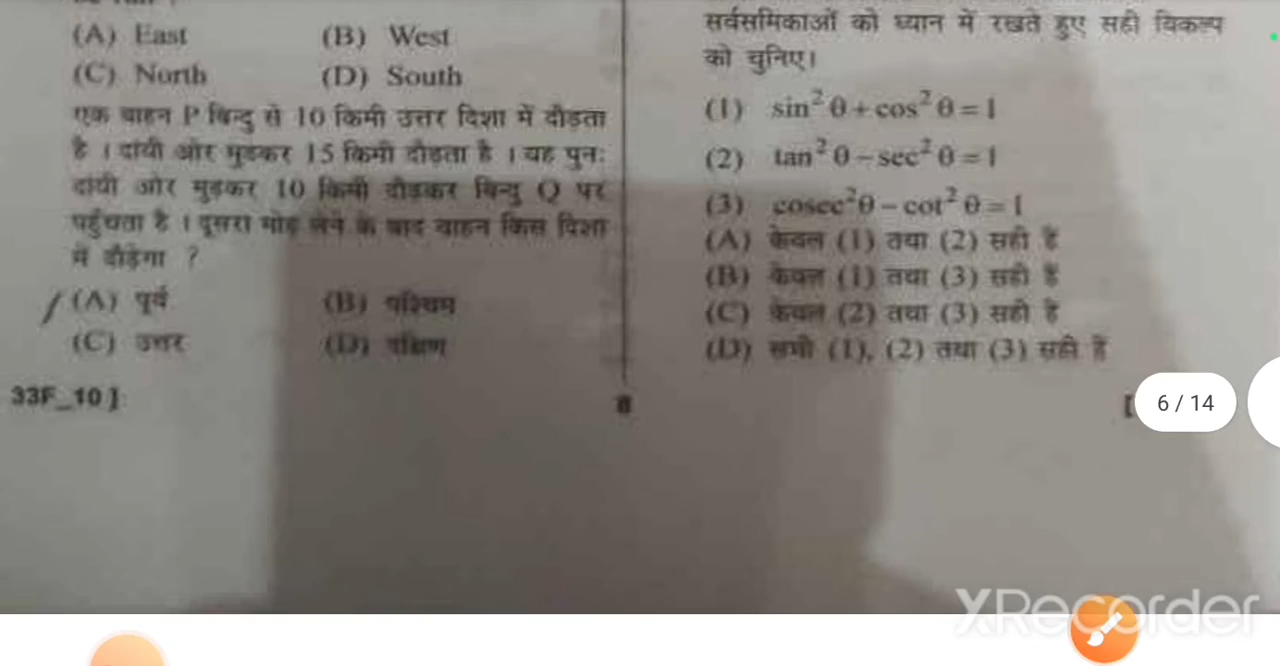 (A) East (B) West
(C) North (D) South
एक वाहन P बिन्दु से 10 किमी उत्तर दिशा में दौड़ता
है । दांयी ओर मुड़कर 15 किमी दौड़ता है । यह पुनः
दांयी ओर मुड़कर 10 किमी दौड़कर बिन्दु Q पर
पहुँचता है । दूसरा मोड़ लेने के बाद वाहन किस दिशा
में दौड़ेगा ?
(A) पूर्व (B) पश्चिम
(C) उत्तर (D) दक्षिण
33F_10 ]
8
सर्वसमिकाओं को ध्यान में रखते हुए सही विकल्प
को चुनिए।
(1) sin²θ + cos²θ = 1
(2) tan²θ − sec²θ = 1
(3) cosec²θ − cot²θ = 1
(A) केवल (1) तथा (2) सही है
(B) केवल (1) तथा (3) सही हैं
(C) केवल (2) तथा (3) सही है
(D) सभी (1), (2) तथा (3) सही हैं
[
6 / 14
XRecorder